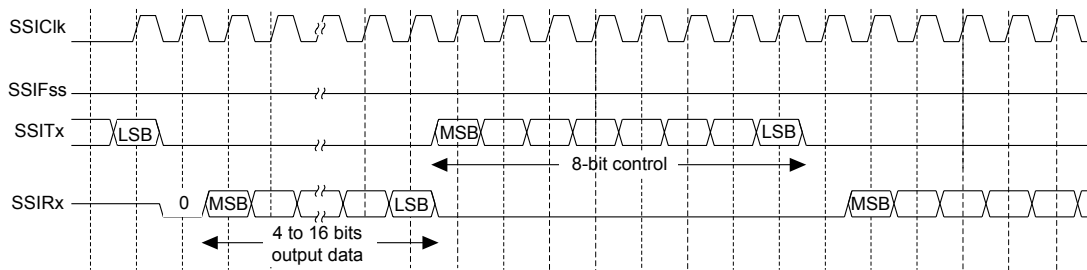 SSIClk
SSIFss
SSITx LSB MSB LSB
8-bit control
SSIRx 0 MSB LSB MSB
4 to 16 bits
output data